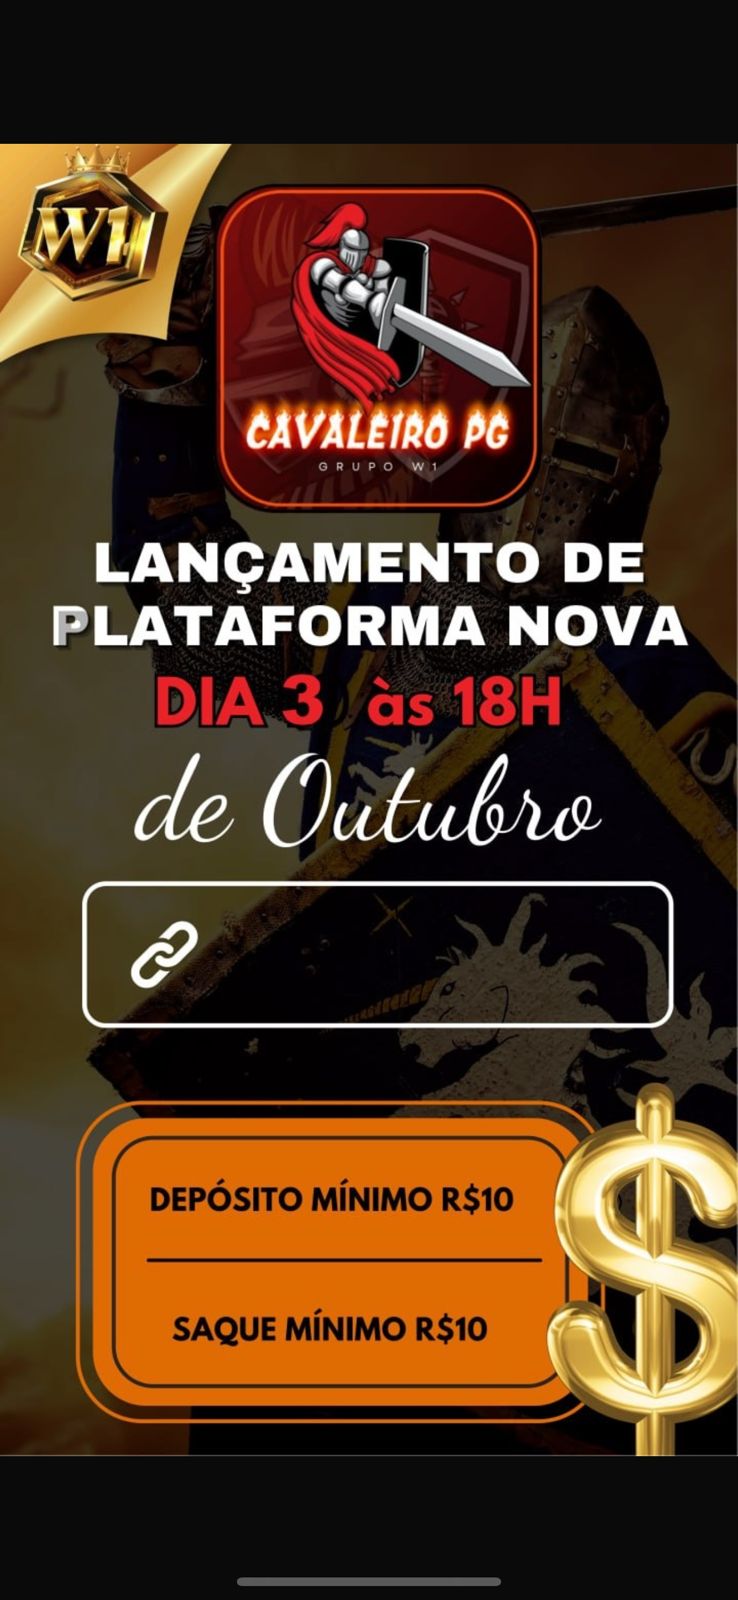 W1
CAVALEIRO PG
GRUPO W1
LANÇAMENTO DE
PLATAFORMA NOVA
DIA 3 às 18H
de Outubro
DEPÓSITO MÍNIMO R$10
SAQUE MÍNIMO R$10
$